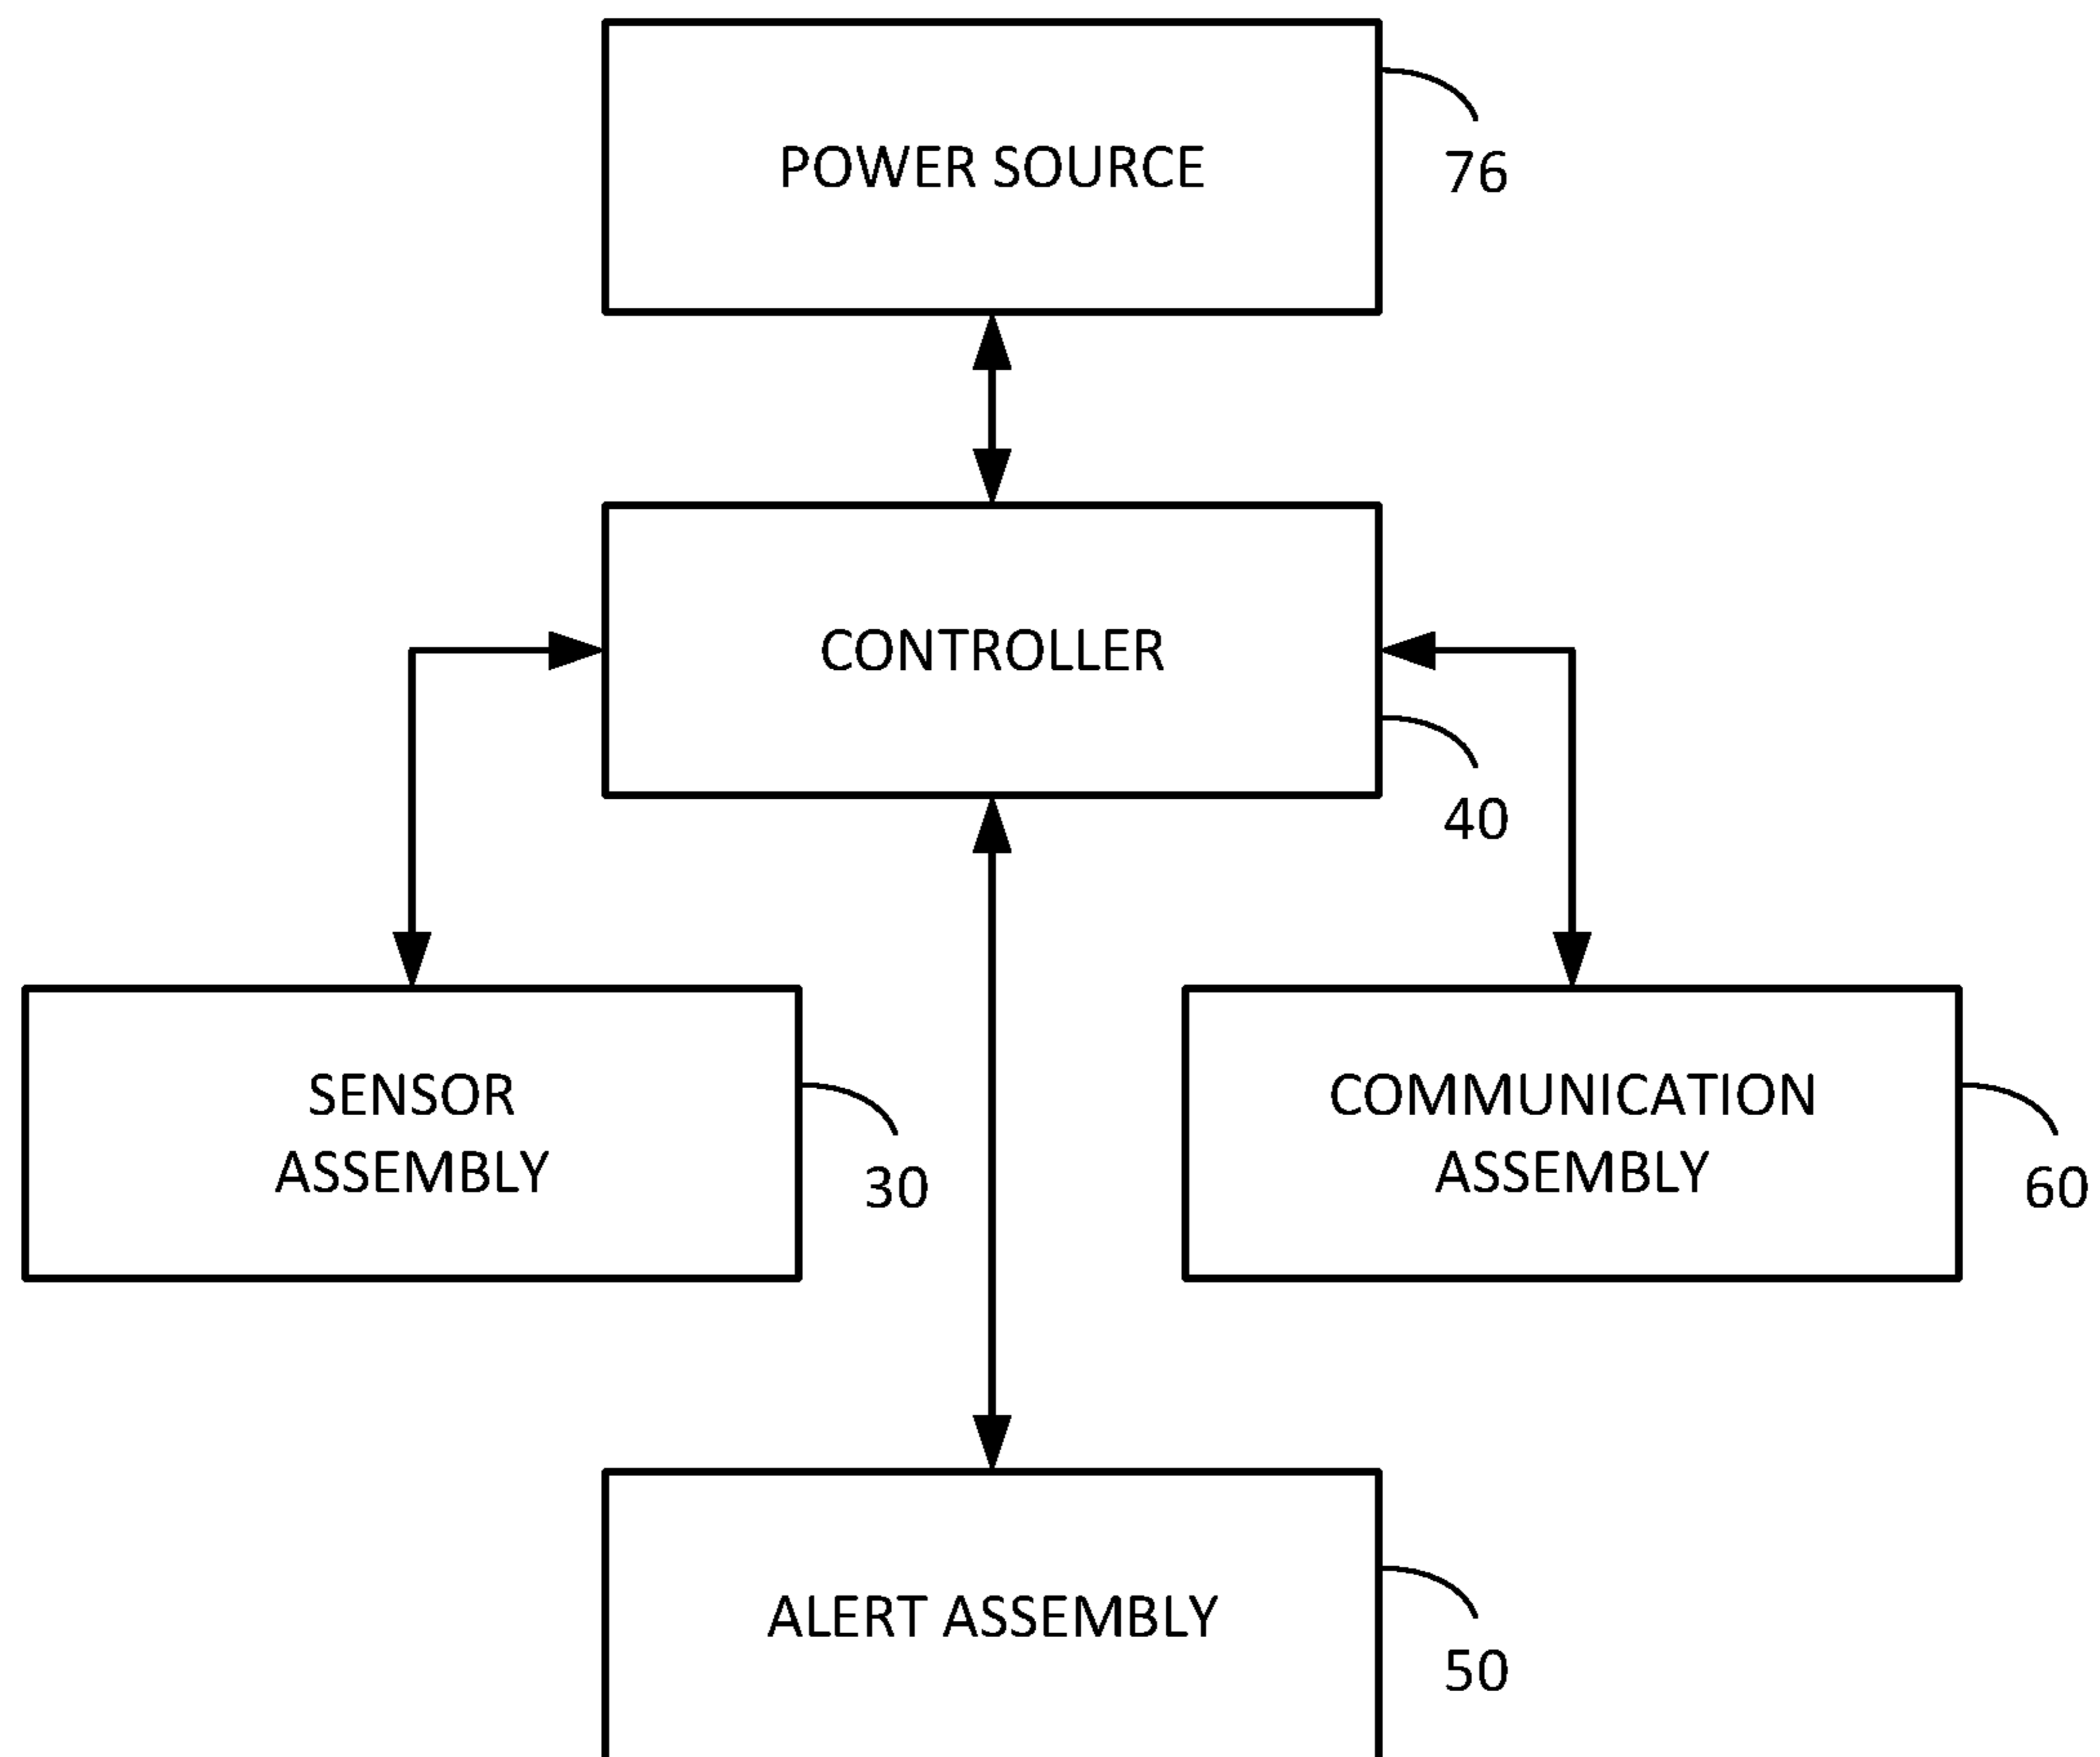 POWER SOURCE
76
CONTROLLER
40
SENSOR
ASSEMBLY
30
COMMUNICATION
ASSEMBLY
60
ALERT ASSEMBLY
50